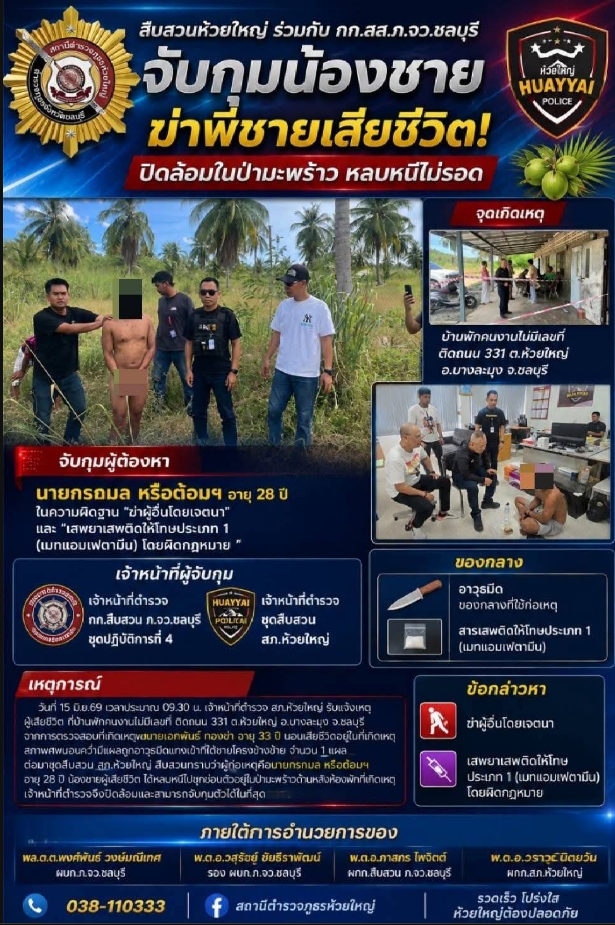 สืบสวนห้วยใหญ่ ร่วมกับ กก.สส.ภ.จว.ชลบุรี
จับกุมน้องชาย
ฆ่าพี่ชายเสียชีวิต!
ปิดล้อมในป่ามะพร้าว หลบหนีไม่รอด
ห้วยใหญ่
HUAYYAI
POLICE
จุดเกิดเหตุ
บ้านพักคนงานไม่มีเลขที่
ติดถนน 331 ต.ห้วยใหญ่
อ.บางละมุง จ.ชลบุรี
จับกุมผู้ต้องหา
นายกรณมล หรือต้อมฯ อายุ 28 ปี
ในความผิดฐาน "ฆ่าผู้อื่นโดยเจตนา"
และ "เสพยาเสพติดให้โทษประเภท 1
(เมทแอมเฟตามีน) โดยผิดกฎหมาย "
เจ้าหน้าที่ผู้จับกุม
เจ้าหน้าที่ตำรวจ
กก.สืบสวน ภ.จว.ชลบุรี
ชุดปฏิบัติการที่ 4
HUAYYAI
เจ้าหน้าที่ตำรวจ
ชุดสืบสวน
สภ.ห้วยใหญ่
ของกลาง
อาวุธมีด
ของกลางที่ใช้ก่อเหตุ
สารเสพติดให้โทษประเภท 1
(เมทแอมเฟตามีน)
เหตุการณ์
วันที่ 15 มิ.ย.69 เวลาประมาณ 09.30 น. เจ้าหน้าที่ตำรวจ สภ.ห้วยใหญ่ รับแจ้งเหตุ
ผู้เสียชีวิต ที่บ้านพักคนงานไม่มีเลขที่ ติดถนน 331 ต.ห้วยใหญ่ อ.บางละมุง จ.ชลบุรี
จากการตรวจสอบที่เกิดเหตุพบนายเอกพันธ์ ทองขำ อายุ 33 ปี นอนเสียชีวิตอยู่ในที่เกิดเหตุ
สภาพศพนอนคว่ำมีแผลถูกอาวุธมีดแทงเข้าที่ใต้ชายโครงข้างซ้าย จำนวน 1 แผล
ต่อมาชุดสืบสวน สภ.ห้วยใหญ่ สืบสวนทราบว่าผู้ก่อเหตุคือนายกรณมล หรือต้อมฯ
อายุ 28 ปี น้องชายผู้เสียชีวิต ได้หลบหนีไปซุกซ่อนตัวอยู่ในป่ามะพร้าวด้านหลังห้องพักที่เกิดเหตุ
เจ้าหน้าที่ตำรวจจึงปิดล้อมและสามารถจับกุมตัวได้ในที่สุด
ข้อกล่าวหา
ฆ่าผู้อื่นโดยเจตนา
เสพยาเสพติดให้โทษ
ประเภท 1 (เมทแอมเฟตามีน)
โดยผิดกฎหมาย
ภายใต้การอำนวยการของ
พล.ต.ต.พงศ์พันธ์ วงษ์มณีเทศ
ผบก.ภ.จว.ชลบุรี
พ.ต.อ.วสุรัชย์ ชัยธีราพัฒน์
รอง ผบก.ภ.จว.ชลบุรี
พ.ต.อ.ภาสกร ไพจิตต์
ผกก.สืบสวน ภ.จว.ชลบุรี
พ.ต.อ.วราวุธ นิตยวัน
ผกก.สภ.ห้วยใหญ่
038-110333
สถานีตำรวจภูธรห้วยใหญ่
รวดเร็ว โปร่งใส
ห้วยใหญ่ต้องปลอดภัย